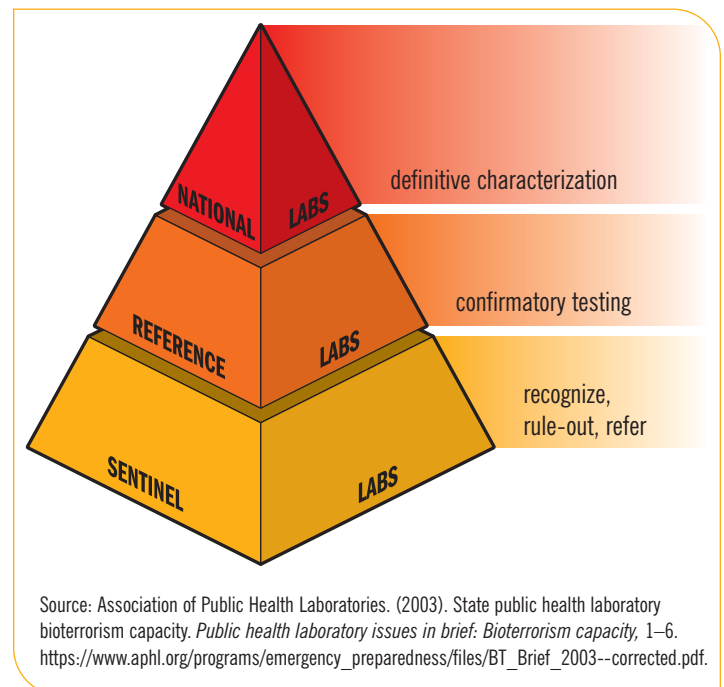 NATIONAL LABS
definitive characterization
REFERENCE LABS
confirmatory testing
SENTINEL LABS
recognize,
rule-out, refer
Source: Association of Public Health Laboratories. (2003). State public health laboratory
bioterrorism capacity. Public health laboratory issues in brief: Bioterrorism capacity, 1–6.
https://www.aphl.org/programs/emergency_preparedness/files/BT_Brief_2003--corrected.pdf.